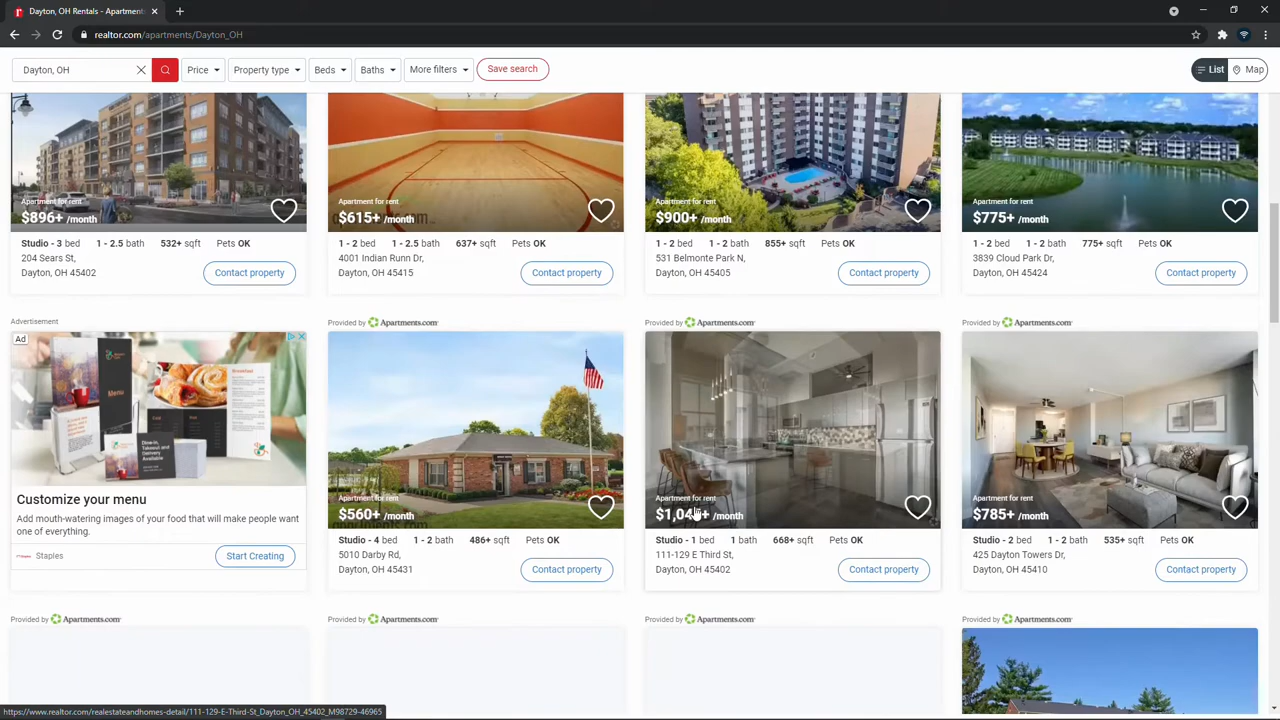 Dayton, OH Rentals - Apartmen
realtor.com/apartments/Dayton_OH
Dayton, OH
Price
Property type
Beds
Baths
More filters
Save search
List
Map
Apartment for rent
$896+ /month
Studio - 3 bed 1 - 2.5 bath 532+ sqft Pets OK
204 Sears St,
Dayton, OH 45402
Contact property
Apartment for rent
$615+ /month
1 - 2 bed 1 - 2.5 bath 637+ sqft Pets OK
4001 Indian Runn Dr,
Dayton, OH 45415
Contact property
Apartment for rent
$900+ /month
1 - 2 bed 1 - 2 bath 855+ sqft Pets OK
531 Belmonte Park N,
Dayton, OH 45405
Contact property
Apartment for rent
$775+ /month
1 - 2 bed 1 - 2 bath 775+ sqft Pets OK
3839 Cloud Park Dr,
Dayton, OH 45424
Contact property
Advertisement
Ad
Menu
Customize your menu
Add mouth-watering images of your food that will make people want
one of everything.
Staples
Start Creating
Provided by Apartments.com
Apartment for rent
$560+ /month
Studio - 4 bed 1 - 2 bath 486+ sqft Pets OK
5010 Darby Rd,
Dayton, OH 45431
Contact property
Provided by Apartments.com
Apartment for rent
/month
Studio - 1 bed 1 bath 668+ sqft Pets OK
111-129 E Third St,
Dayton, OH 45402
Contact property
Provided by Apartments.com
Apartment for rent
$785+ /month
Studio - 2 bed 1 - 2 bath 535+ sqft Pets OK
425 Dayton Towers Dr,
Dayton, OH 45410
Contact property
Provided by Apartments.com
Provided by Apartments.com
Provided by Apartments.com
https://www.realtor.com/realestateandhomes-detail/111-129-E-Third-St_Dayton_OH_45402_M98729-46965